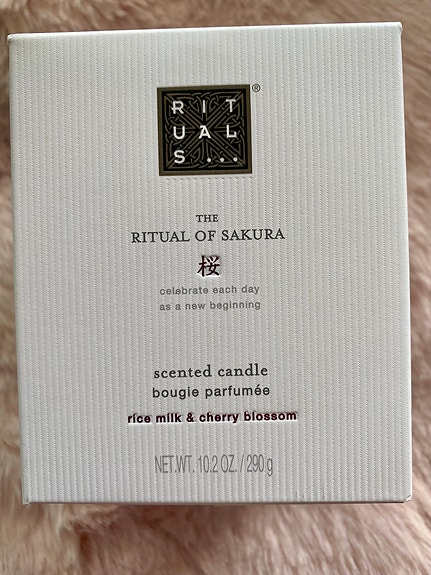 RIT
UAL
S...
®
THE
RITUAL OF SAKURA
桜
celebrate each day
as a new beginning
scented candle
bougie parfumée
rice milk & cherry blossom
NET.WT. 10.2 OZ. / 290 g